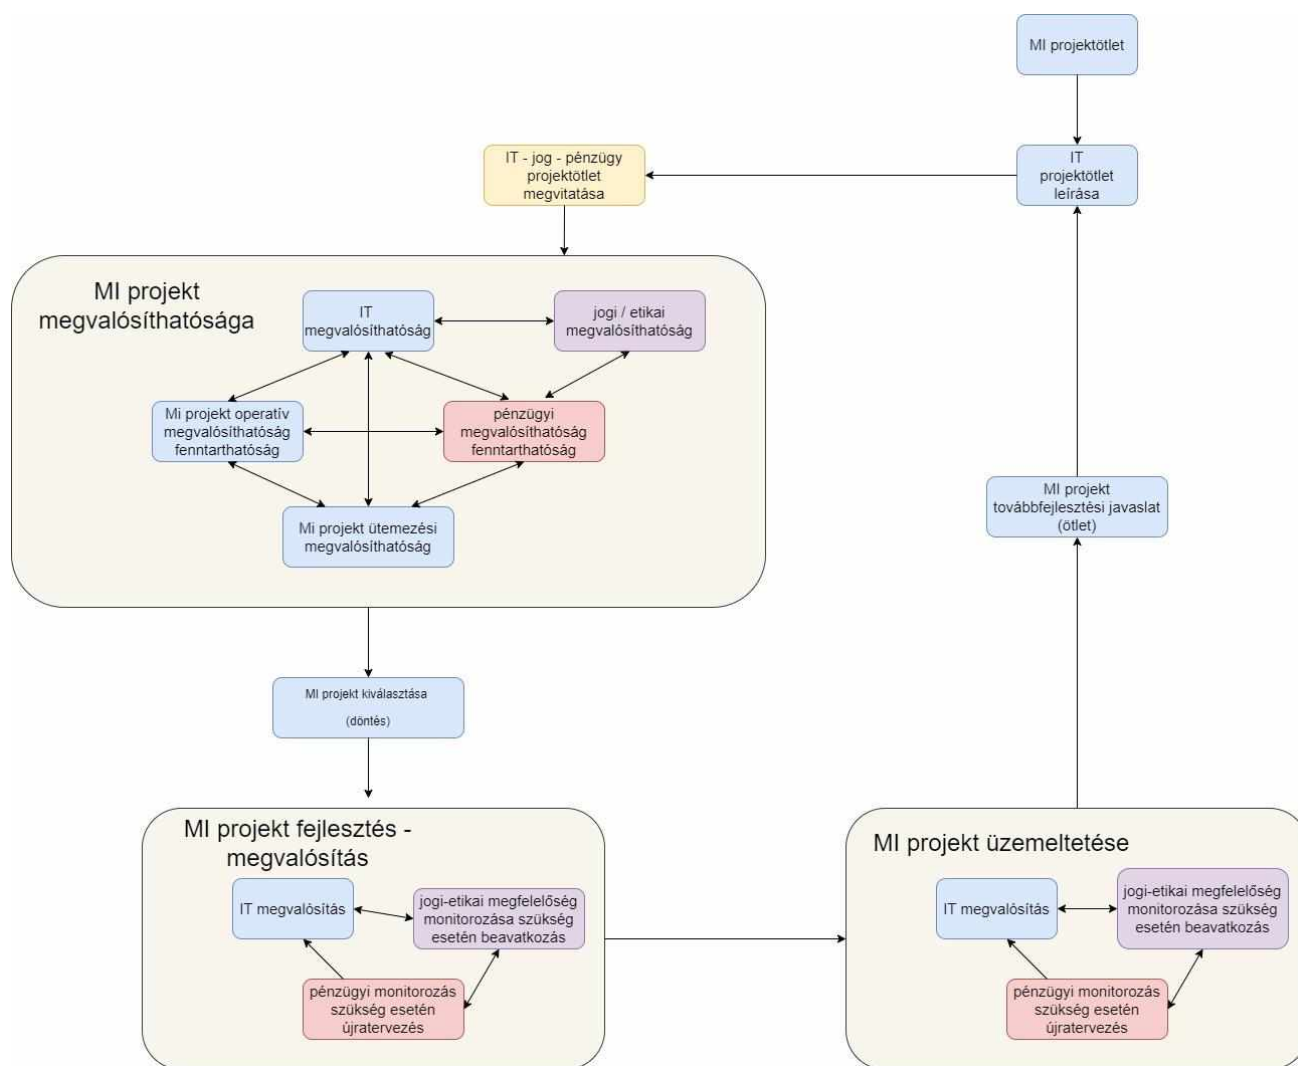 MI projektötlet
IT
projektötlet
leírása
IT - jog - pénzügy
projektötlet
megvitatása
MI projekt
megvalósíthatósága
IT
megvalósíthatóság
jogi / etikai
megvalósíthatóság
Mi projekt operatív
megvalósíthatóság
fenntarthatóság
pénzügyi
megvalósíthatóság
fenntarthatóság
Mi projekt ütemezési
megvalósíthatóság
MI projekt
továbbfejlesztési javaslat
(ötlet)
MI projekt kiválasztása
(döntés)
MI projekt fejlesztés -
megvalósítás
IT megvalósítás
jogi-etikai megfelelőség
monitorozása szükség
esetén beavatkozás
pénzügyi monitorozás
szükség esetén
újratervezés
MI projekt üzemeltetése
IT megvalósítás
jogi-etikai megfelelőség
monitorozása szükség
esetén beavatkozás
pénzügyi monitorozás
szükség esetén
újratervezés